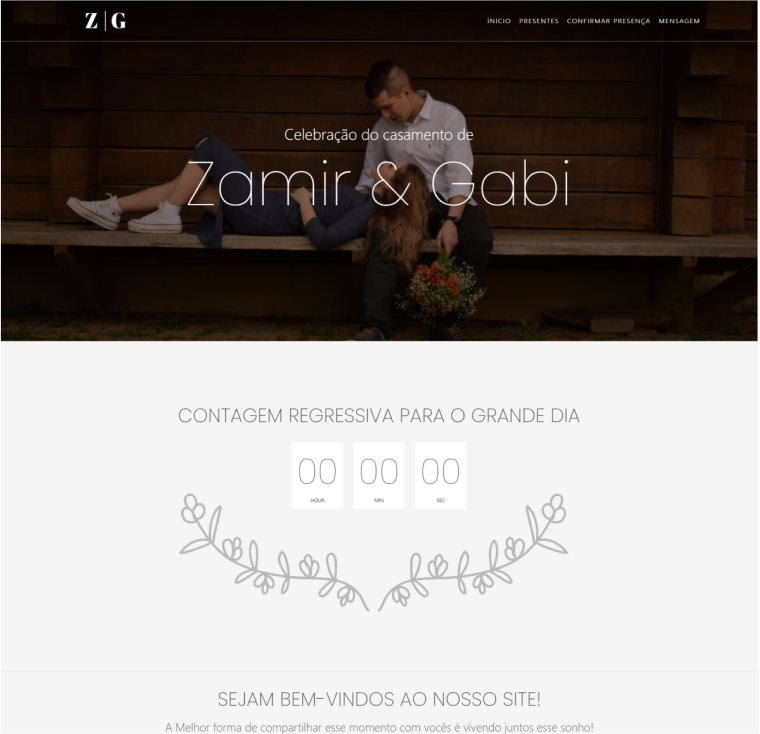 Z | G
INICIO PRESENTES CONFIRMAR PRESENÇA MENSAGEM
Celebração do casamento de
Zamir & Gabi
CONTAGEM REGRESSIVA PARA O GRANDE DIA
00 00 00
HOUR MIN SEC
SEJAM BEM-VINDOS AO NOSSO SITE!
A Melhor forma de compartilhar esse momento com vocês é vivendo juntos esse sonho!